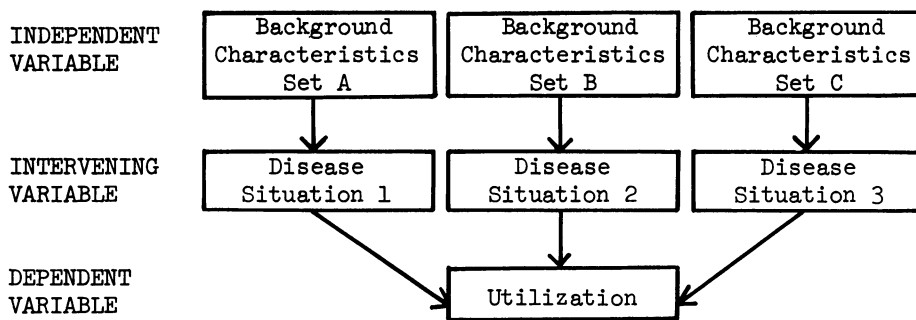 INDEPENDENT
VARIABLE
Background
Characteristics
Set A
Background
Characteristics
Set B
Background
Characteristics
Set C
INTERVENING
VARIABLE
Disease
Situation 1
Disease
Situation 2
Disease
Situation 3
DEPENDENT
VARIABLE
Utilization